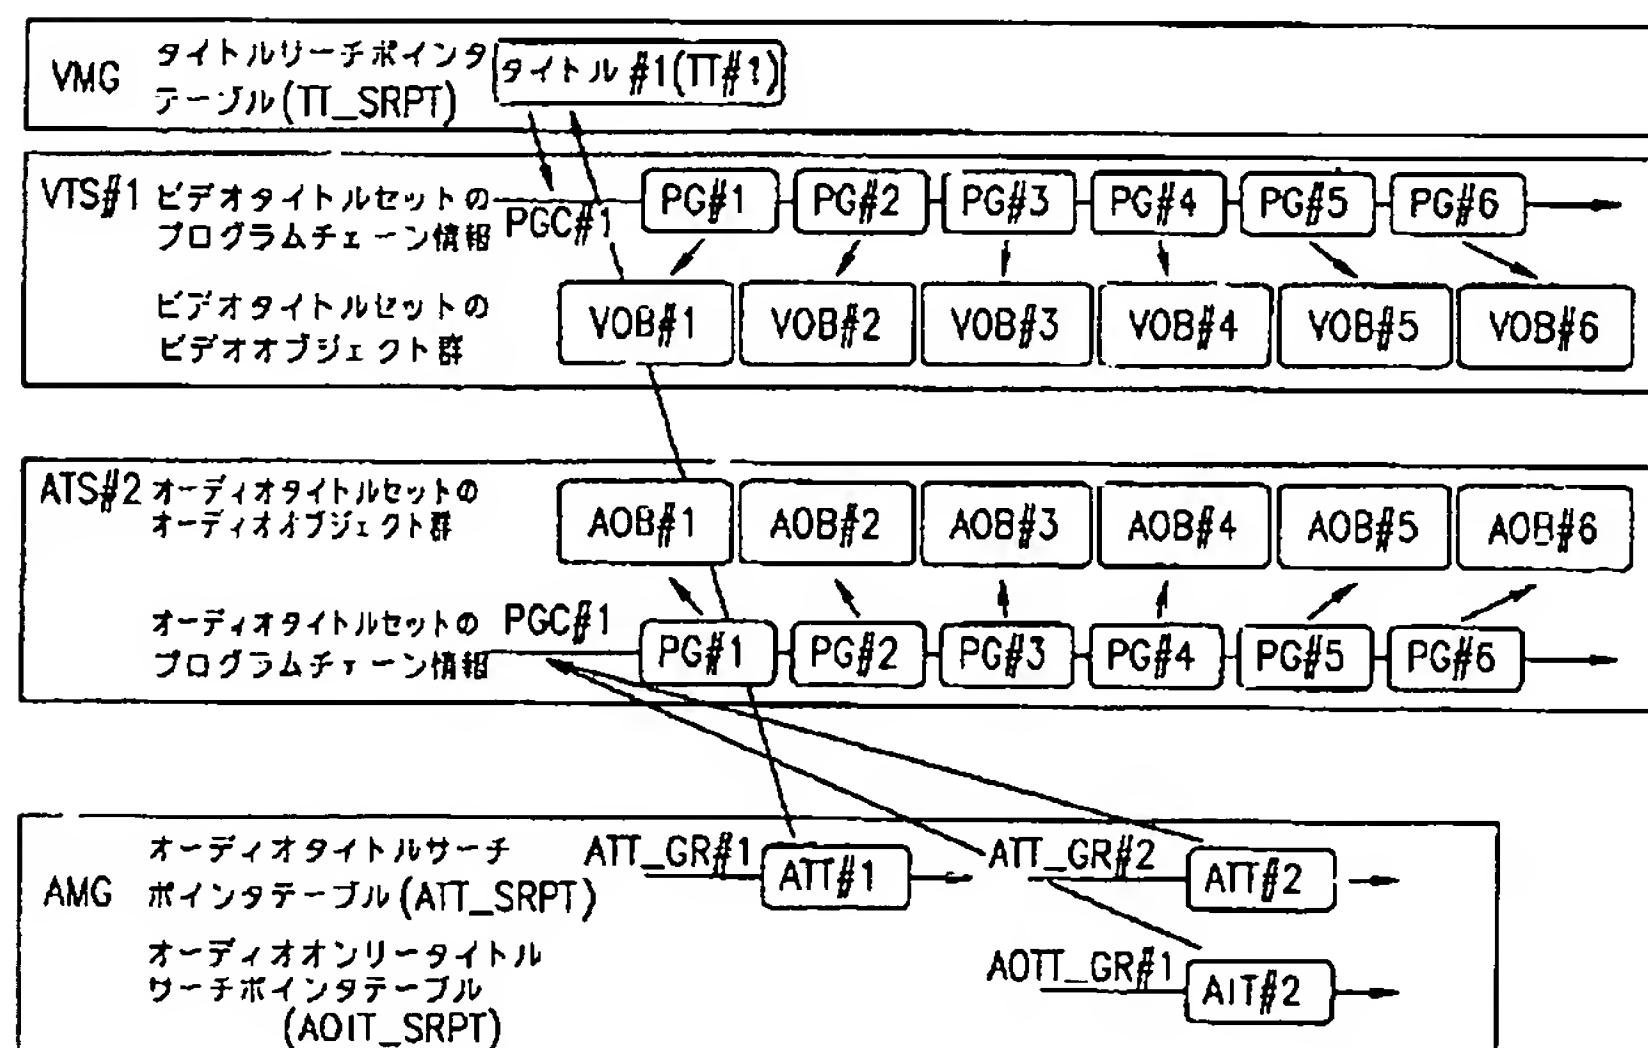 VMG タイトルリーチポインタ
テーブル(TT_SRPT)
タイトル #1(TT#1)
VTS#1 ビデオタイトルセットの
プログラムチェーン情報
PGC#1
PG#1 PG#2 PG#3 PG#4 PG#5 PG#6
ビデオタイトルセットの
ビデオオブジェクト群
VOB#1 VOB#2 VOB#3 VOB#4 VOB#5 VOB#6
ATS#2 オーディオタイトルセットの
オーディオオブジェクト群
AOB#1 AOB#2 AOB#3 AOB#4 AOB#5 AOB#6
オーディオタイトルセットの
プログラムチェーン情報
PGC#1
PG#1 PG#2 PG#3 PG#4 PG#5 PG#6
AMG オーディオタイトルサーチ
ポインタテーブル(ATT_SRPT)
ATT_GR#1 ATT#1 ATT_GR#2 ATT#2
オーディオオンリータイトル
サーチポインタテーブル
(AOIT_SRPT)
AOTT_GR#1 AIT#2